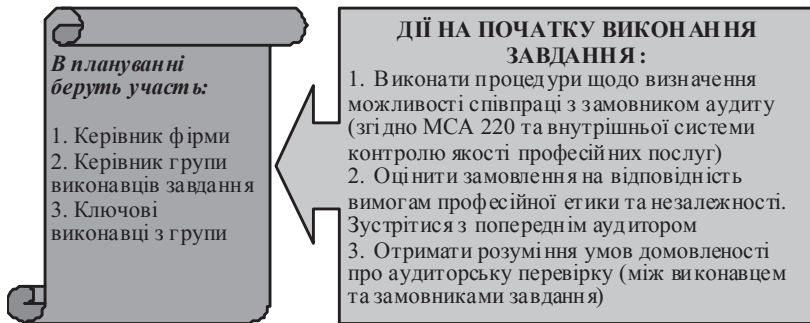 В плануванні
беруть участь:
1. Керівник фірми
2. Керівник групи
виконавців завдання
3. Ключові
виконавці з групи
ДІЇ НА ПОЧАТКУ ВИКОНАННЯ
ЗАВДАННЯ:
1. Виконати процедури щодо визначення
можливості співпраці з замовником аудиту
(згідно МСА 220 та внутрішньої системи
контролю якості професійних послуг)
2. Оцінити замовлення на відповідність
вимогам професійної етики та незалежності.
Зустрітися з попереднім аудитором
3. Отримати розуміння умов домовленості
про аудиторську перевірку (між виконавцем
та замовниками завдання)